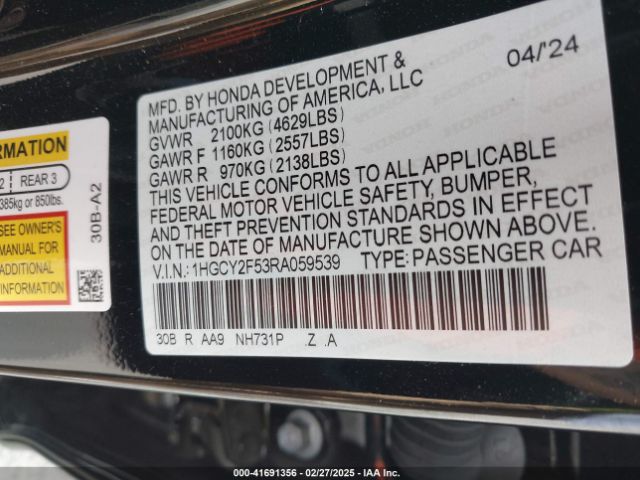 04/'24
MFD. BY HONDA DEVELOPMENT &
MANUFACTURING OF AMERICA, LLC
GVWR 2100KG (4629LBS)
GAWR F 1160KG (2557LBS)
GAWR R 970KG (2138LBS)
THIS VEHICLE CONFORMS TO ALL APPLICABLE
FEDERAL MOTOR VEHICLE SAFETY, BUMPER,
AND THEFT PREVENTION STANDARDS IN EFFECT
ON THE DATE OF MANUFACTURE SHOWN ABOVE.
V.I.N.: 1HGCY2F53RA059539 TYPE: PASSENGER CAR
30B R AA9 NH731P .Z .A
RMATION
2 REAR 3
385kg or 850lbs.
SEE OWNER'S
MANUAL FOR
ADDITIONAL
30B-A2
00-41691356 | 02/27/2025 | IAA Inc.